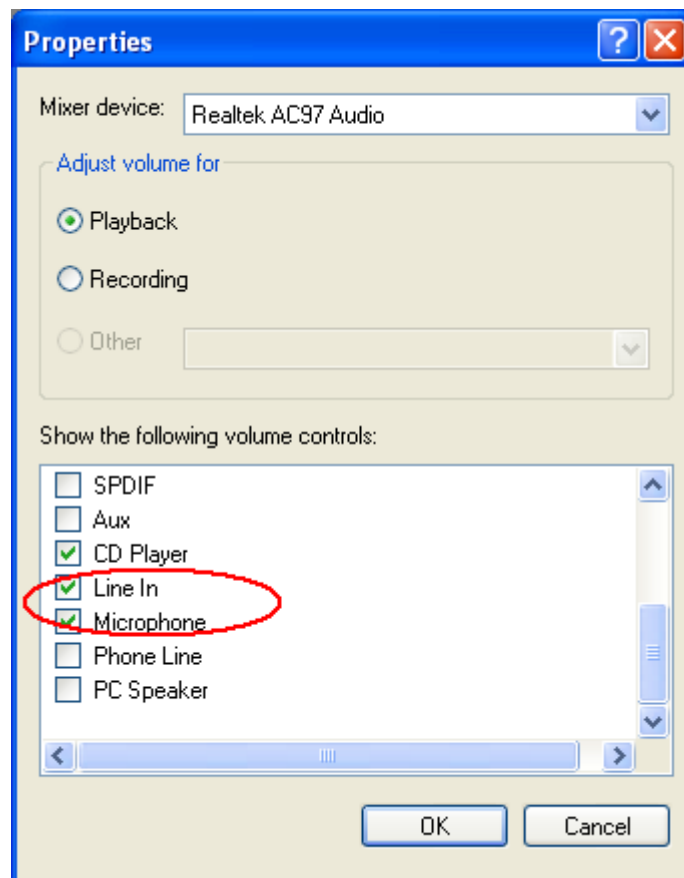 Properties
Mixer device: Realtek AC97 Audio
Adjust volume for
Playback
Recording
Other
Show the following volume controls:
SPDIF
Aux
CD Player
Line In
Microphone
Phone Line
PC Speaker
OK Cancel